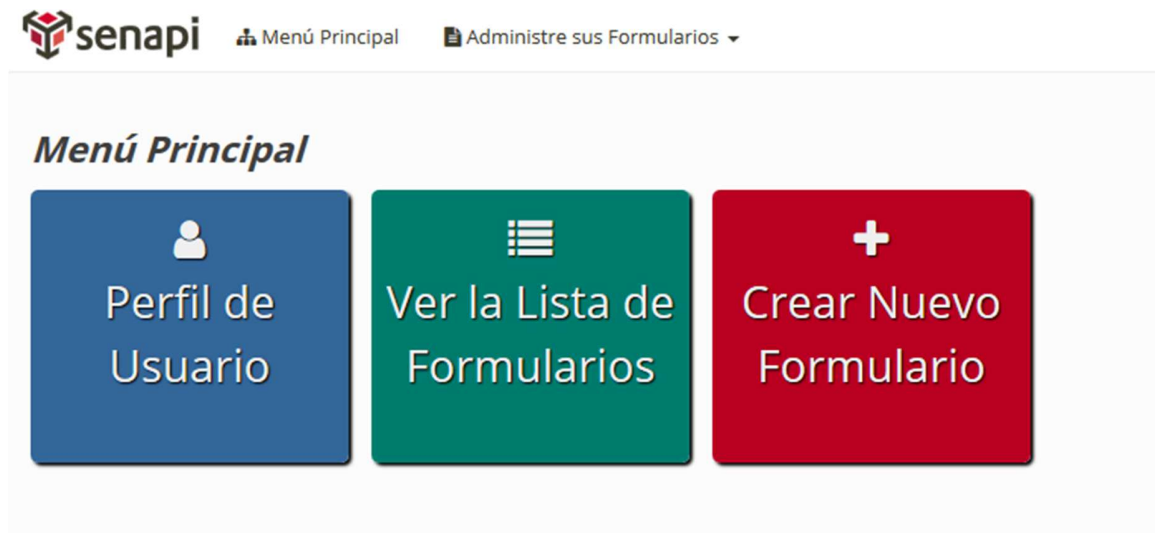 senapi Menú Principal Administre sus Formularios
Menú Principal
Perfil de
Usuario
Ver la Lista de
Formularios
Crear Nuevo
Formulario